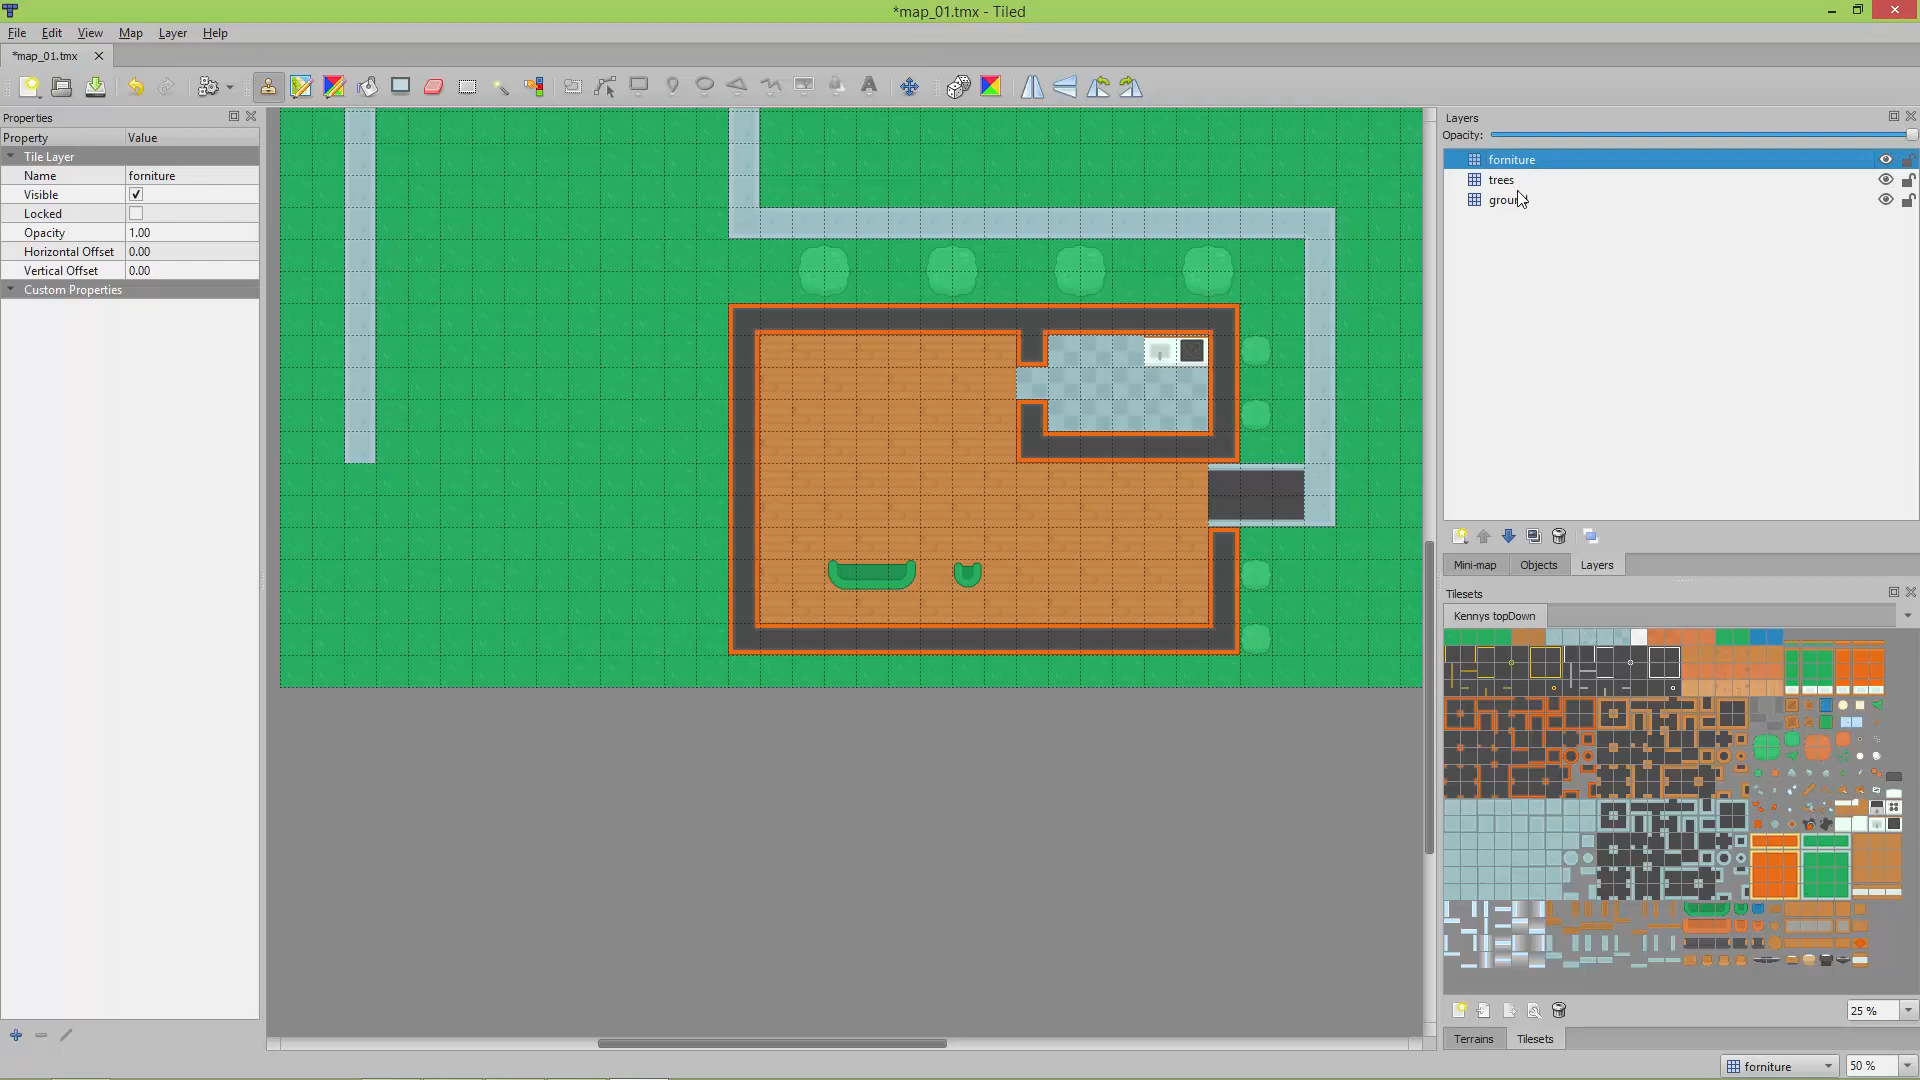 *map_01.tmx - Tiled
File Edit View Map Layer Help
*map_01.tmx
Properties
Property Value
Tile Layer
Name forniture
Visible
Locked
Opacity 1.00
Horizontal Offset 0.00
Vertical Offset 0.00
Custom Properties
Layers
Opacity:
forniture
trees
ground
Mini-map Objects Layers
Tilesets
Kennys topDown
25 %
Terrains Tilesets
forniture 50 %